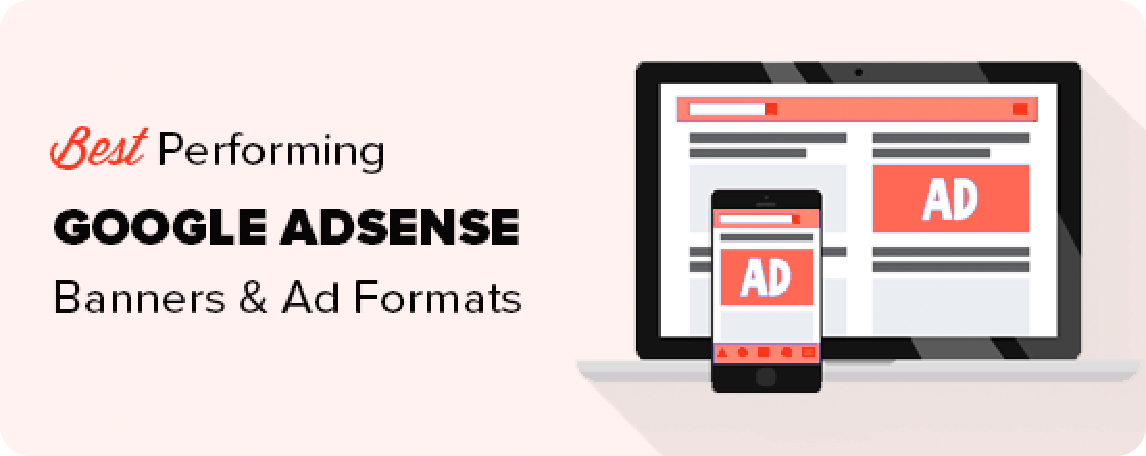 Best Performing
GOOGLE ADSENSE
Banners & Ad Formats
AD
AD